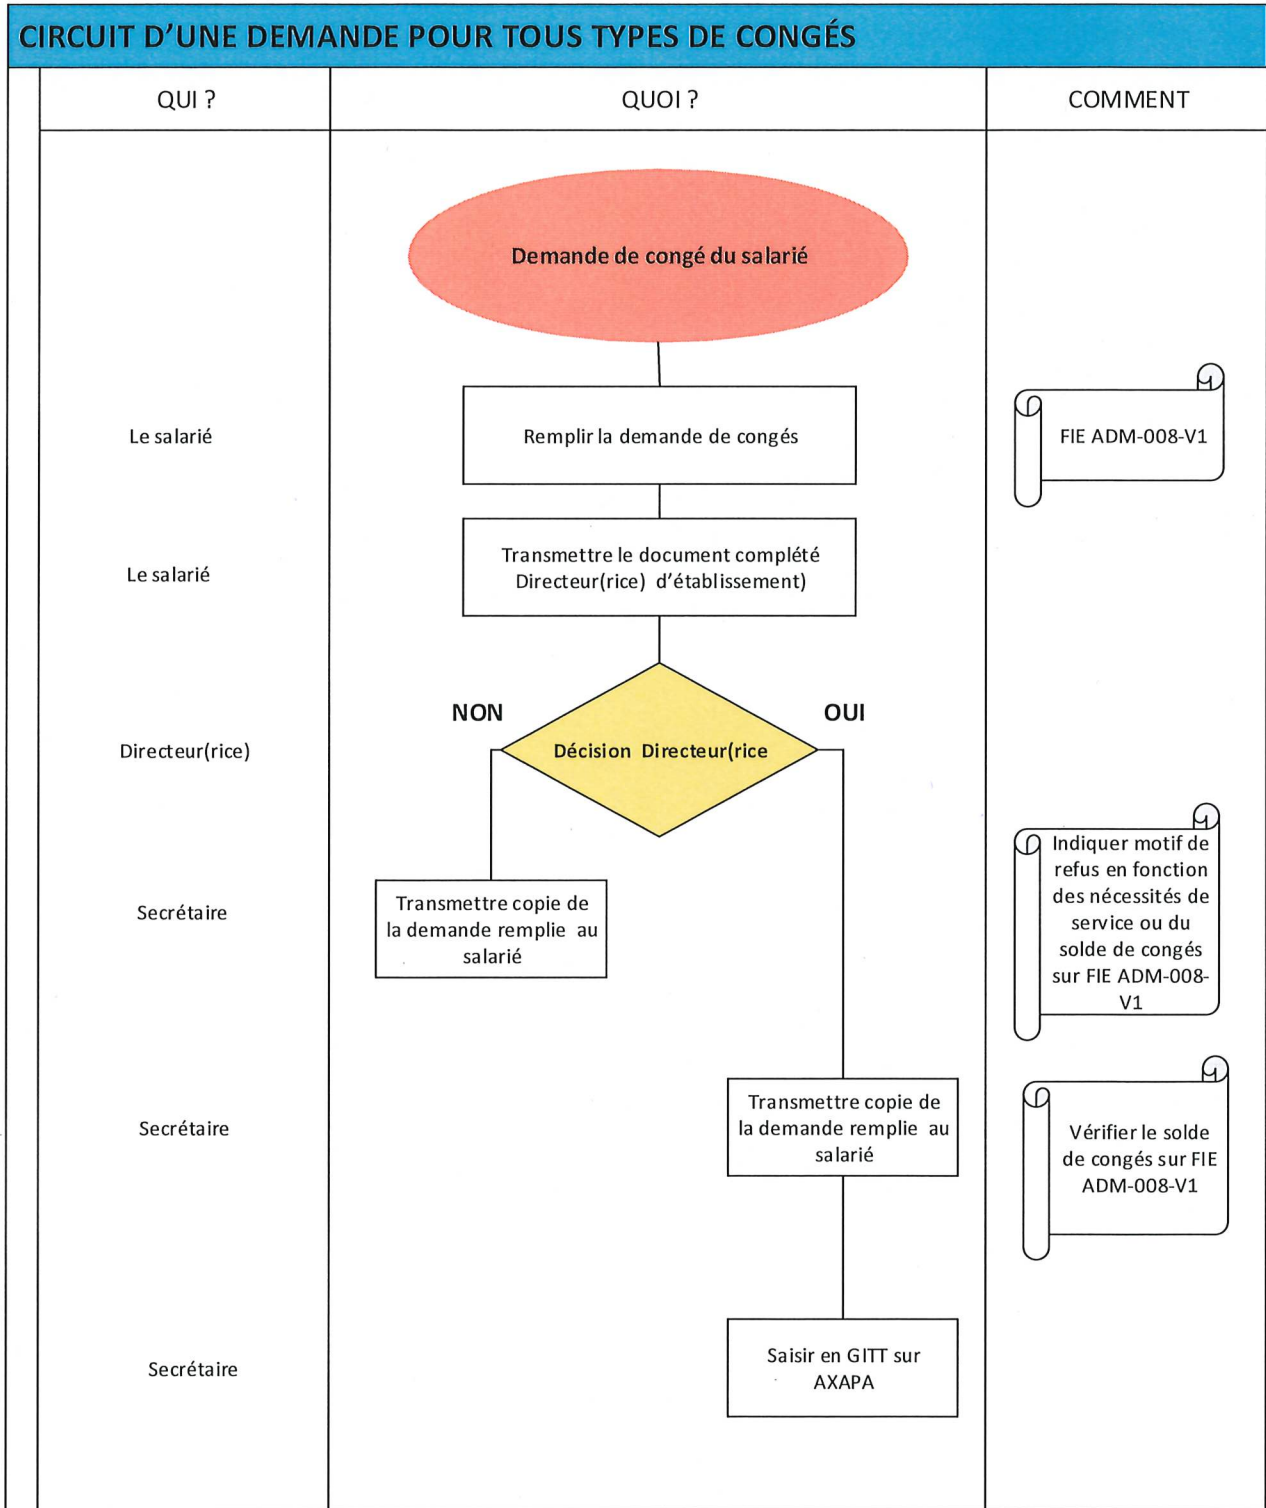 CIRCUIT D'UNE DEMANDE POUR TOUS TYPES DE CONGÉS
QUI ?
QUOI ?
COMMENT
Demande de congé du salarié
Le salarié
Remplir la demande de congés
FIE ADM-008-V1
Le salarié
Transmettre le document complété
Directeur(rice) d'établissement)
NON
OUI
Directeur(rice)
Décision Directeur(rice
Secrétaire
Transmettre copie de
la demande remplie au
salarié
Indiquer motif de
refus en fonction
des nécessités de
service ou du
solde de congés
sur FIE ADM-008-
V1
Secrétaire
Transmettre copie de
la demande remplie au
salarié
Vérifier le solde
de congés sur FIE
ADM-008-V1
Secrétaire
Saisir en GITT sur
AXAPA